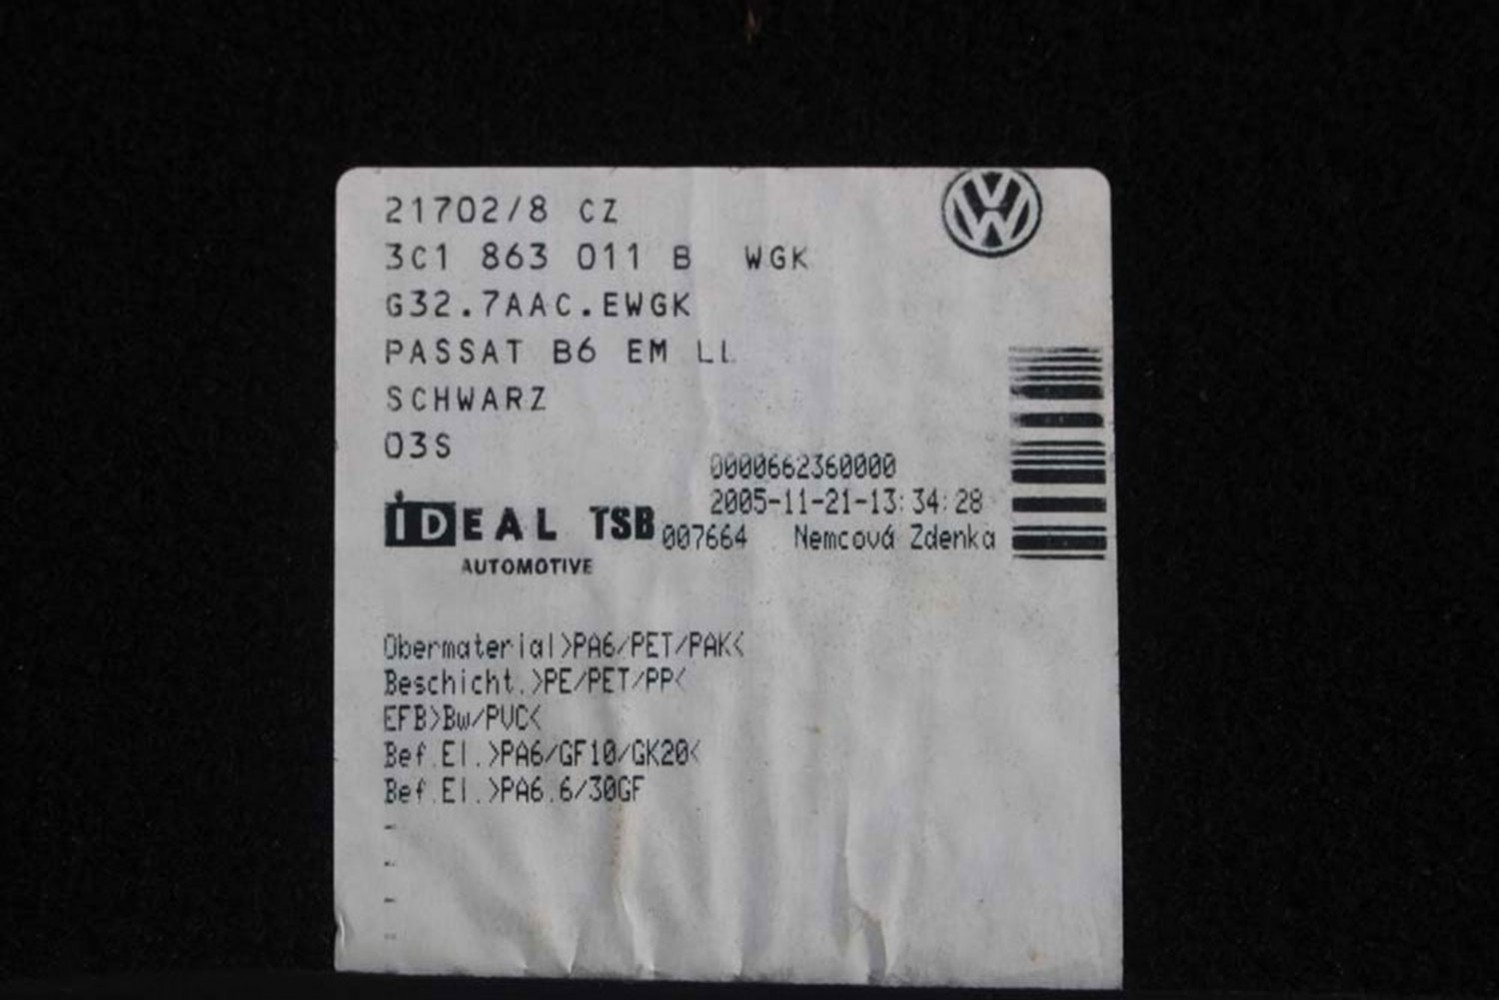 21702/8 CZ
3C1 863 011 B WGK
G32.7AAC.EWGK
PASSAT B6 EM LL
SCHWARZ
03S
0000662360000
2005-11-21-13:34:28
007664 Nemcová Zdenka
iDEAL TSB
AUTOMOTIVE
Obermaterial>PA6/PET/PAK<
Beschicht.>PE/PET/PP<
EFB>Bw/PVC<
Bef.El.>PA6/GF10/GK20<
Bef.El.>PA6.6/30GF
-
-
-
-